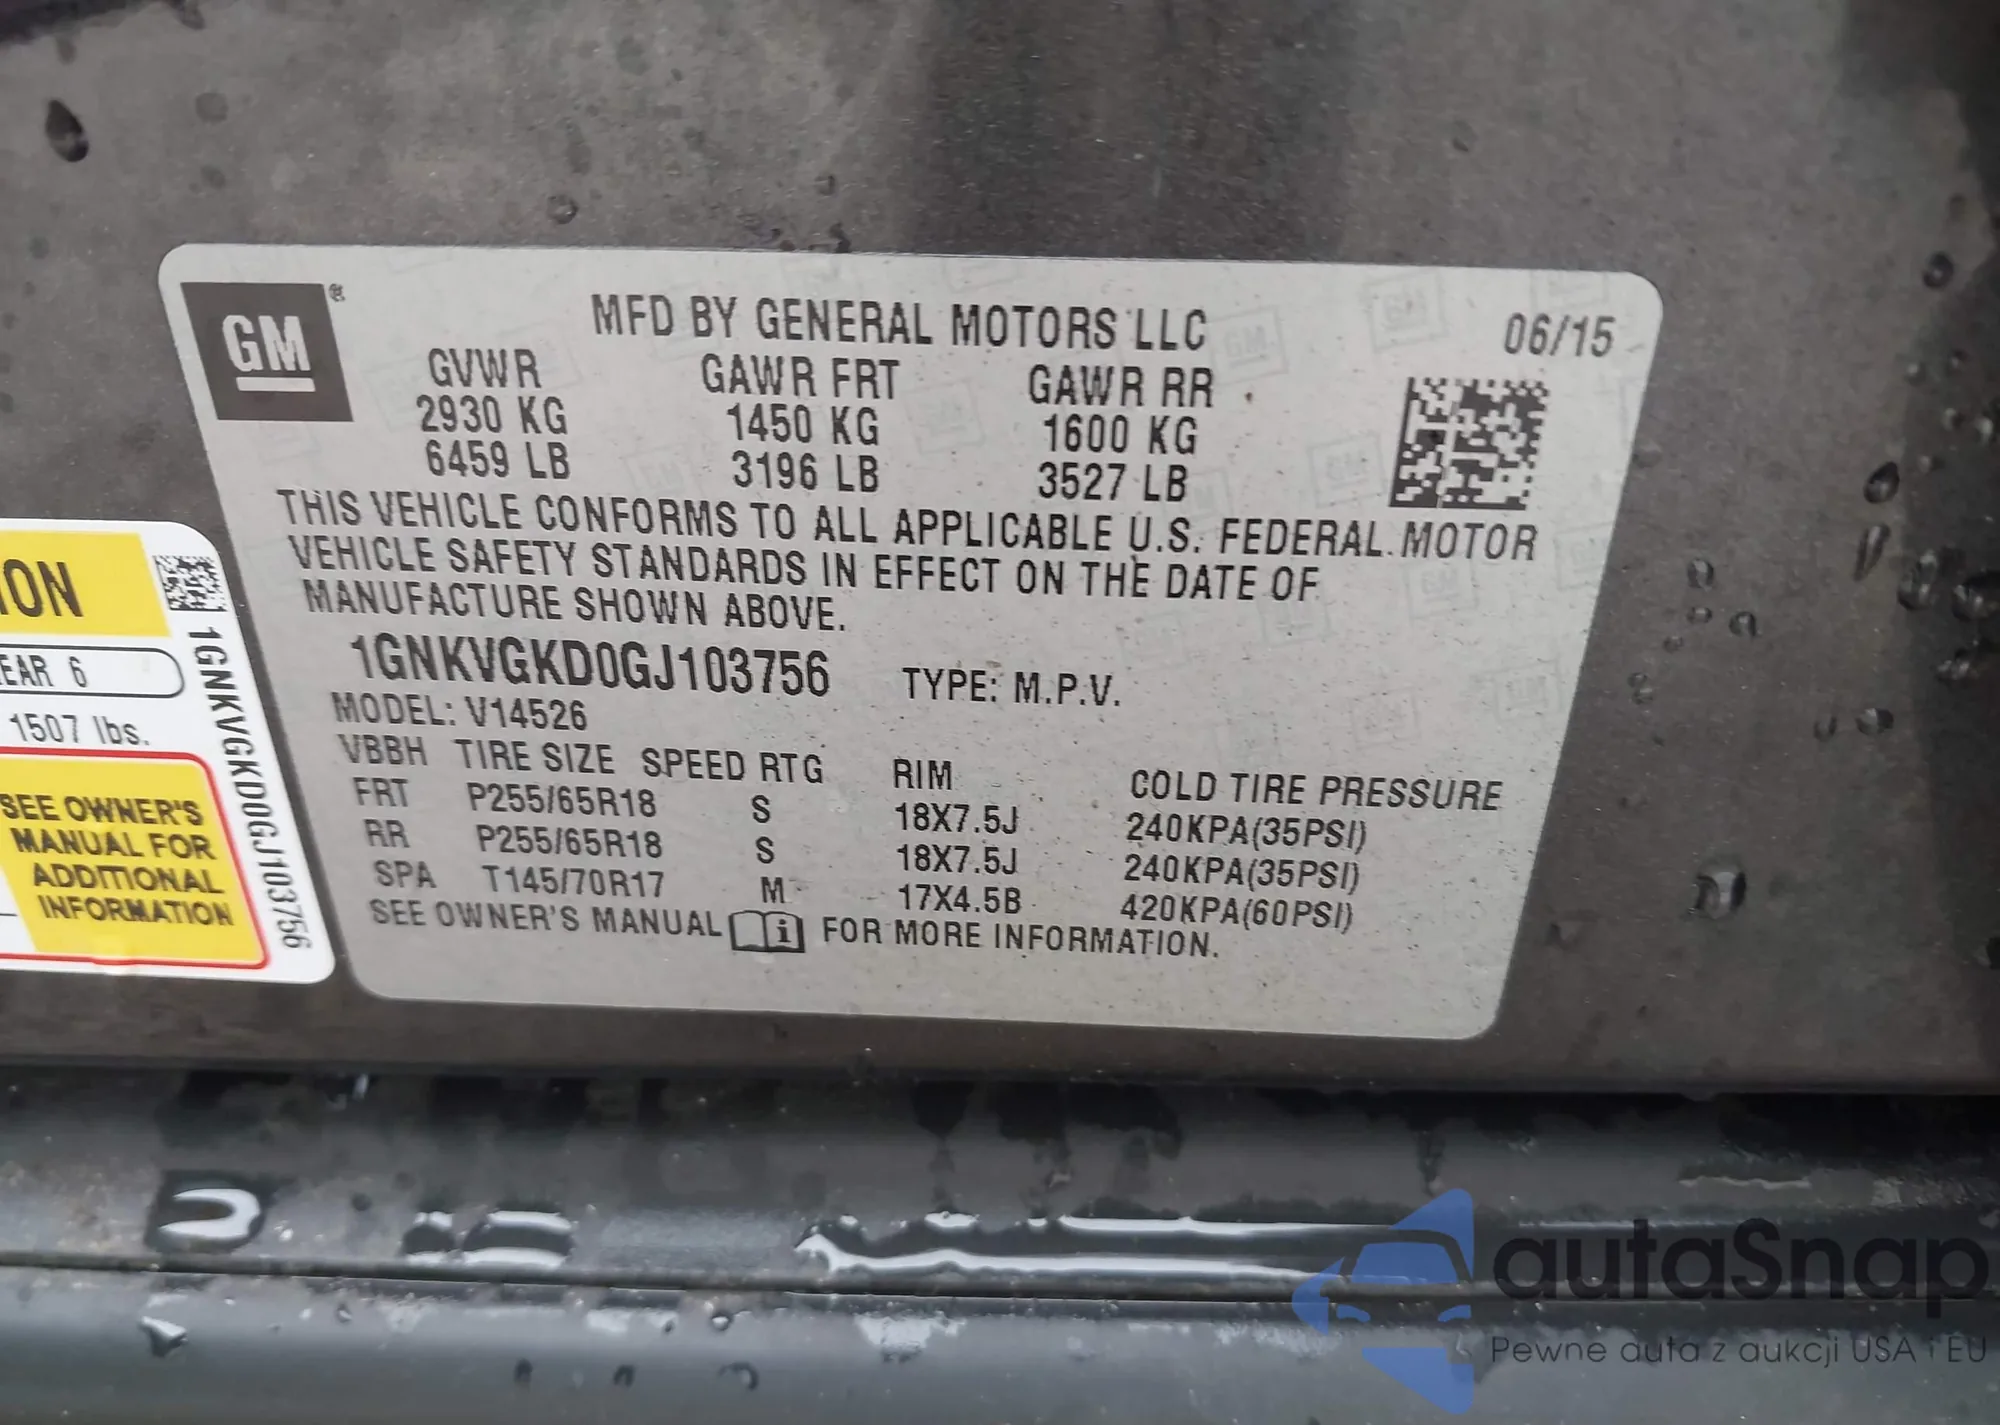 GM ®
MFD BY GENERAL MOTORS LLC 06/15
GVWR GAWR FRT GAWR RR
2930 KG 1450 KG 1600 KG
6459 LB 3196 LB 3527 LB
THIS VEHICLE CONFORMS TO ALL APPLICABLE U.S. FEDERAL MOTOR
VEHICLE SAFETY STANDARDS IN EFFECT ON THE DATE OF
MANUFACTURE SHOWN ABOVE.
1GNKVGKD0GJ103756 TYPE: M.P.V.
MODEL: V14526
VBBH TIRE SIZE SPEED RTG RIM COLD TIRE PRESSURE
FRT P255/65R18 S 18X7.5J 240KPA(35PSI)
RR P255/65R18 S 18X7.5J 240KPA(35PSI)
SPA T145/70R17 M 17X4.5B 420KPA(60PSI)
SEE OWNER'S MANUAL i FOR MORE INFORMATION.
ION
EAR 6
1507 lbs.
SEE OWNER'S
MANUAL FOR
ADDITIONAL
INFORMATION
1GNKVGKD0GJ103756
autaSnap
Pewne auta z aukcji USA i EU